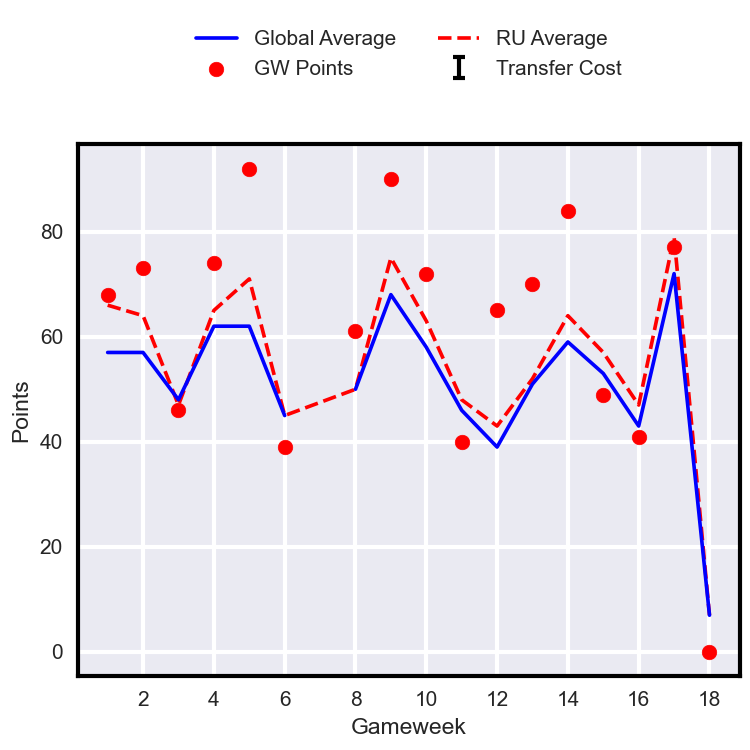 Global Average RU Average
GW Points Transfer Cost
80
60
40
20
0
Points
2 4 6 8 10 12 14 16 18
Gameweek